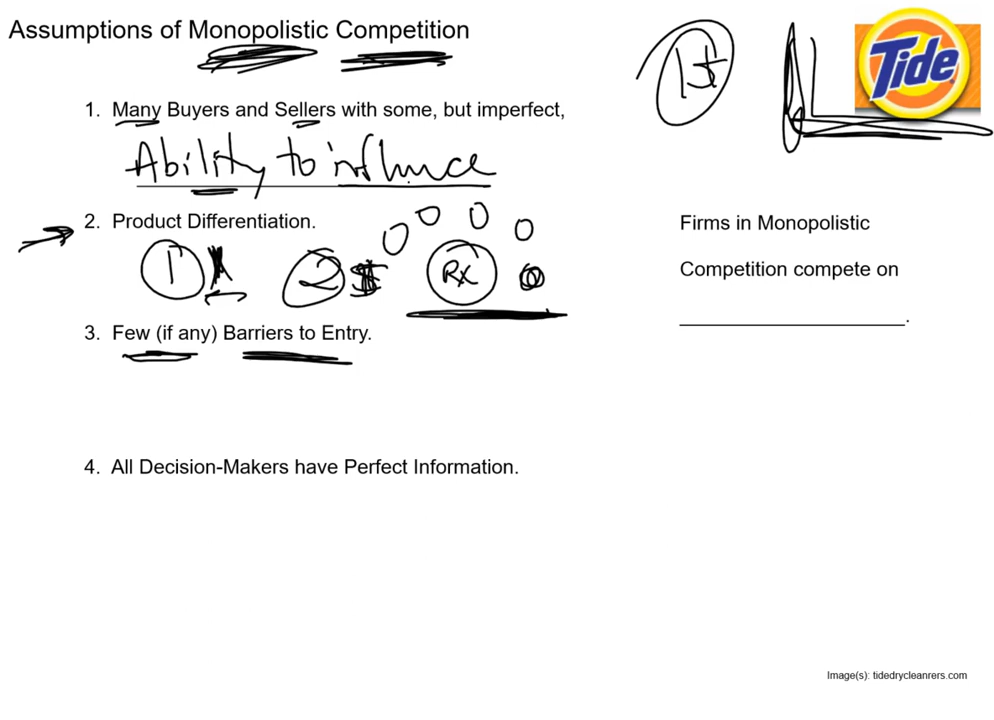 Assumptions of Monopolistic Competition
Tide
1. Many Buyers and Sellers with some, but imperfect,
Ability to influence
2. Product Differentiation.
1 2 $ Rx
3. Few (if any) Barriers to Entry.
4. All Decision-Makers have Perfect Information.
Firms in Monopolistic
Competition compete on
____________________.
Image(s): tidedrycleanrers.com